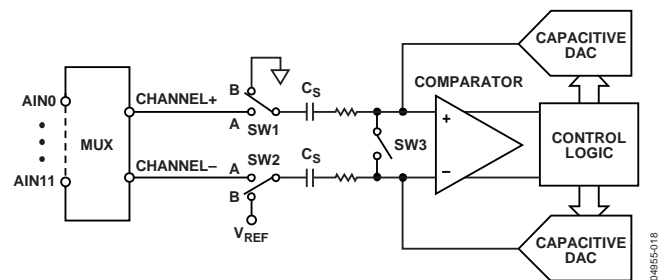 CAPACITIVE
DAC
B
CS
COMPARATOR
AIN0
CHANNEL+
A
SW1
+
MUX
SW3
CONTROL
LOGIC
CHANNEL–
A
SW2
CS
–
AIN11
B
VREF
CAPACITIVE
DAC
04955-018